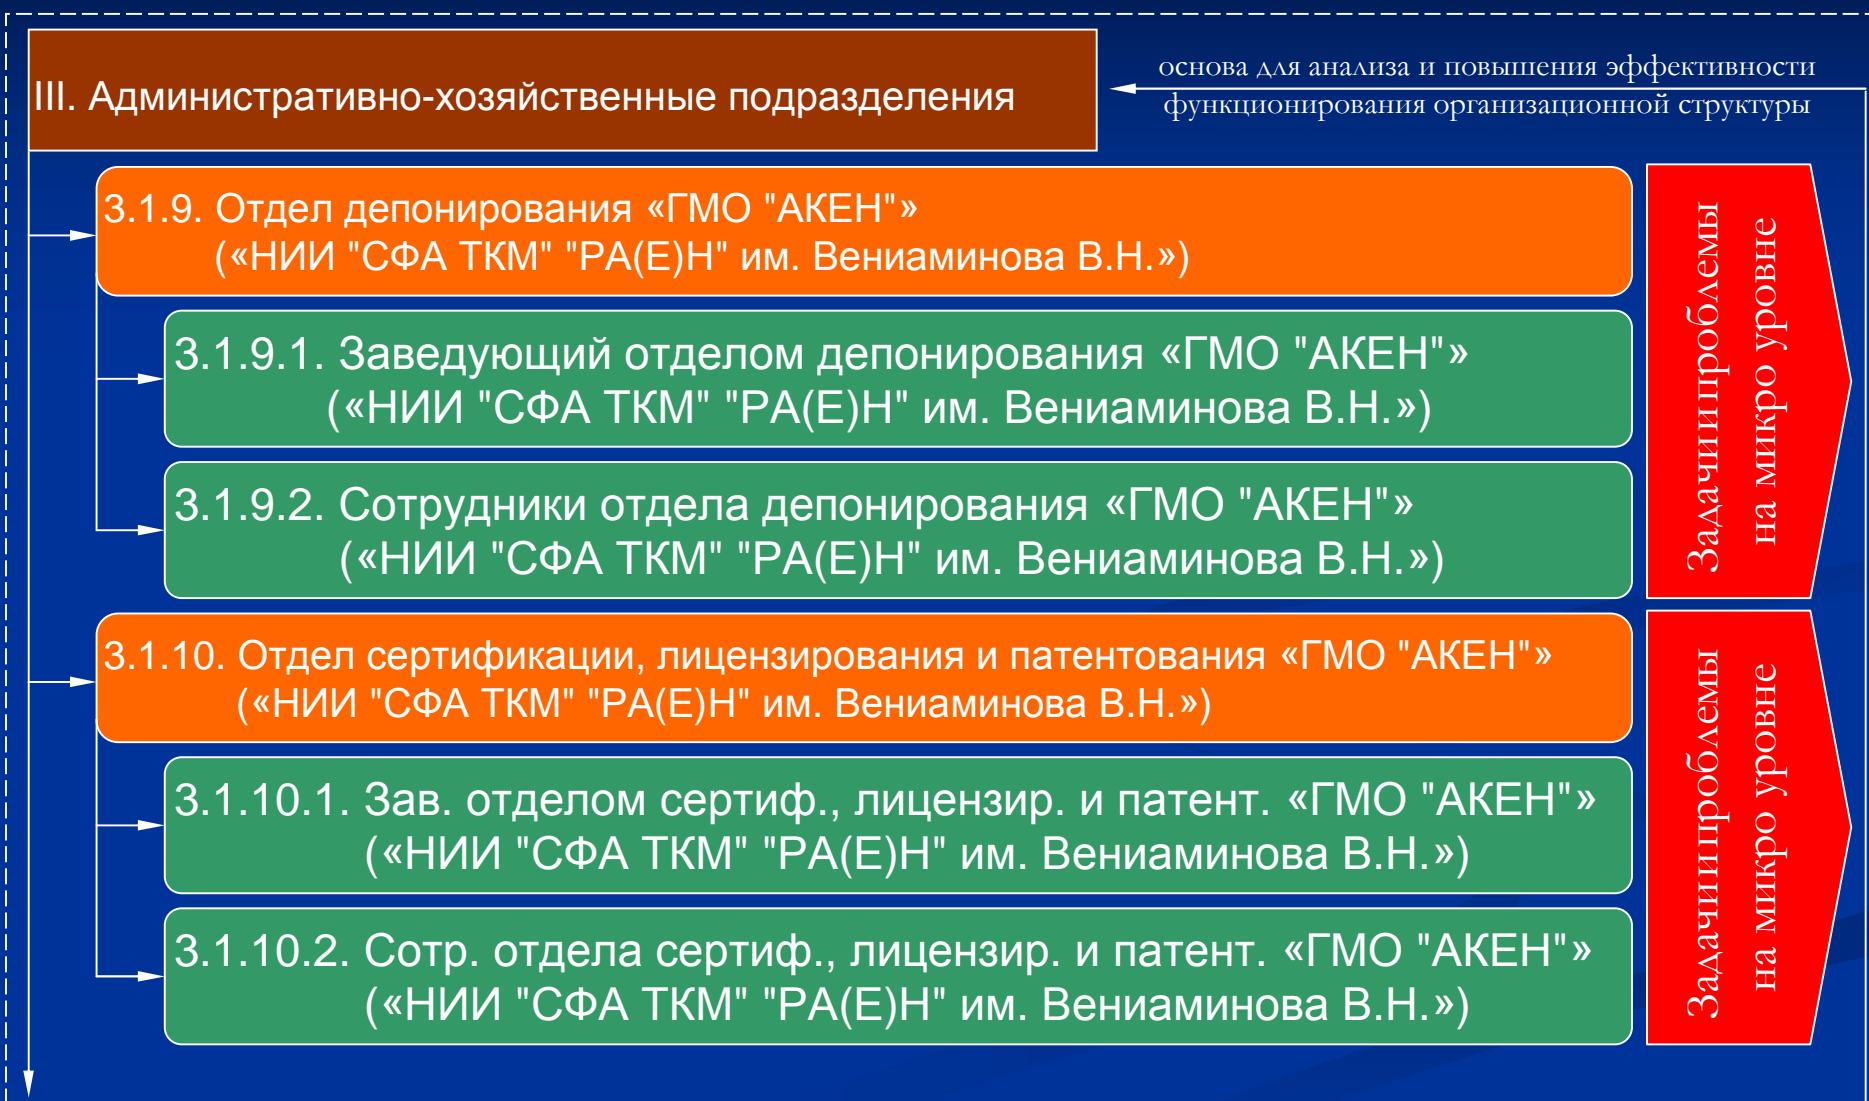 III. Административно-хозяйственные подразделения
основа для анализа и повышения эффективности
функционирования организационной структуры
3.1.9. Отдел депонирования «ГМО "АКЕН"»
(«НИИ "СФА ТКМ" "РА(Е)Н" им. Вениаминова В.Н.»)
3.1.9.1. Заведующий отделом депонирования «ГМО "АКЕН"»
(«НИИ "СФА ТКМ" "РА(Е)Н" им. Вениаминова В.Н.»)
3.1.9.2. Сотрудники отдела депонирования «ГМО "АКЕН"»
(«НИИ "СФА ТКМ" "РА(Е)Н" им. Вениаминова В.Н.»)
Задачи и проблемы
на микро уровне
3.1.10. Отдел сертификации, лицензирования и патентования «ГМО "АКЕН"»
(«НИИ "СФА ТКМ" "РА(Е)Н" им. Вениаминова В.Н.»)
3.1.10.1. Зав. отделом сертиф., лицензир. и патент. «ГМО "АКЕН"»
(«НИИ "СФА ТКМ" "РА(Е)Н" им. Вениаминова В.Н.»)
3.1.10.2. Сотр. отдела сертиф., лицензир. и патент. «ГМО "АКЕН"»
(«НИИ "СФА ТКМ" "РА(Е)Н" им. Вениаминова В.Н.»)
Задачи и проблемы
на микро уровне